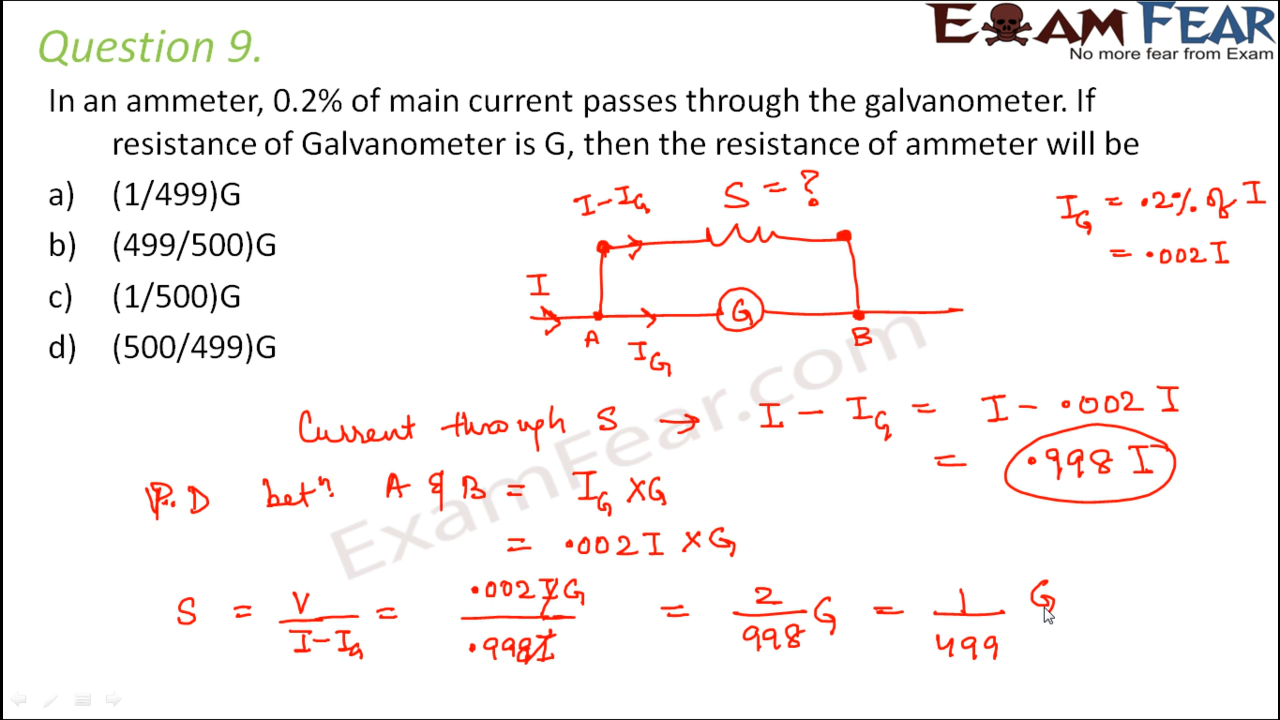 EXAM FEAR
No more fear from Exam
Question 9.
In an ammeter, 0.2% of main current passes through the galvanometer. If
resistance of Galvanometer is G, then the resistance of ammeter will be
a) (1/499)G
b) (499/500)G
c) (1/500)G
d) (500/499)G
I-IG
S = ?
IG = .2% of I
= .002 I
I
G
A
IG
B
Current through S → I - IG = I - .002 I
= .998 I
P.D betn A & B = IG XG
= .002 I X G
S = V/(I-IG) = .002 I G/.998 I = 2/998 G = 1/499 G
ExamFear.com